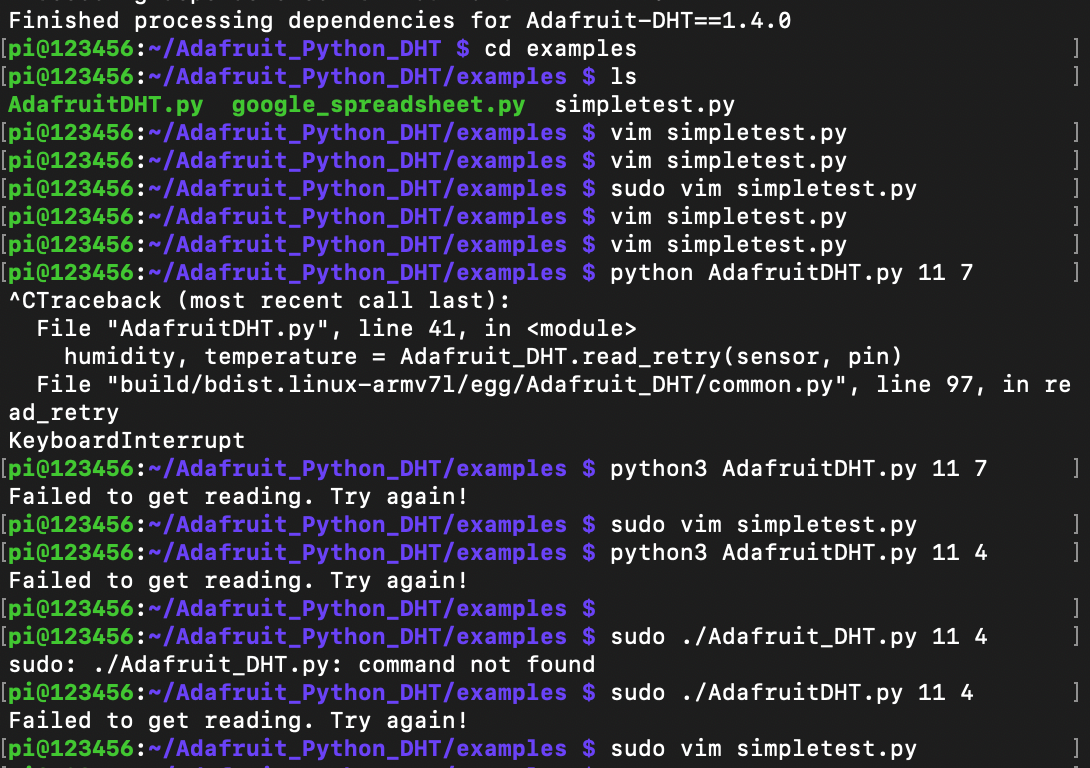 Finished processing dependencies for Adafruit-DHT==1.4.0
[pi@123456:~/Adafruit_Python_DHT $ cd examples ]
[pi@123456:~/Adafruit_Python_DHT/examples $ ls ]
AdafruitDHT.py  google_spreadsheet.py  simpletest.py
[pi@123456:~/Adafruit_Python_DHT/examples $ vim simpletest.py ]
[pi@123456:~/Adafruit_Python_DHT/examples $ vim simpletest.py ]
[pi@123456:~/Adafruit_Python_DHT/examples $ sudo vim simpletest.py ]
[pi@123456:~/Adafruit_Python_DHT/examples $ vim simpletest.py ]
[pi@123456:~/Adafruit_Python_DHT/examples $ vim simpletest.py ]
[pi@123456:~/Adafruit_Python_DHT/examples $ python AdafruitDHT.py 11 7 ]
^CTraceback (most recent call last):
  File "AdafruitDHT.py", line 41, in <module>
    humidity, temperature = Adafruit_DHT.read_retry(sensor, pin)
  File "build/bdist.linux-armv7l/egg/Adafruit_DHT/common.py", line 97, in re
ad_retry
KeyboardInterrupt
[pi@123456:~/Adafruit_Python_DHT/examples $ python3 AdafruitDHT.py 11 7 ]
Failed to get reading. Try again!
[pi@123456:~/Adafruit_Python_DHT/examples $ sudo vim simpletest.py ]
[pi@123456:~/Adafruit_Python_DHT/examples $ python3 AdafruitDHT.py 11 4 ]
Failed to get reading. Try again!
[pi@123456:~/Adafruit_Python_DHT/examples $ ]
[pi@123456:~/Adafruit_Python_DHT/examples $ sudo ./Adafruit_DHT.py 11 4 ]
sudo: ./Adafruit_DHT.py: command not found
[pi@123456:~/Adafruit_Python_DHT/examples $ sudo ./AdafruitDHT.py 11 4 ]
Failed to get reading. Try again!
[pi@123456:~/Adafruit_Python_DHT/examples $ sudo vim simpletest.py ]